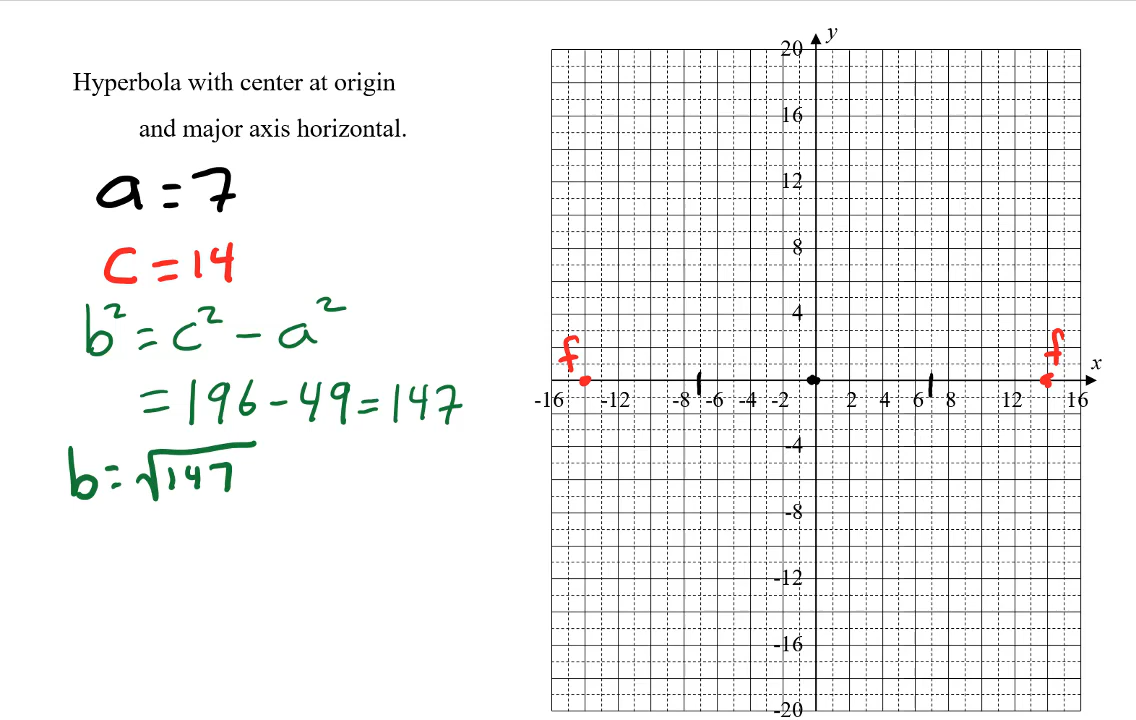 Hyperbola with center at origin
and major axis horizontal.
a = 7
c = 14
b² = c² - a²
= 196 - 49 = 147
b = √147
y
20
16
12
8
4
f
f
x
-16 -12 -8 -6 -4 -2 2 4 6 8 12 16
-4
-8
-12
-16
-20